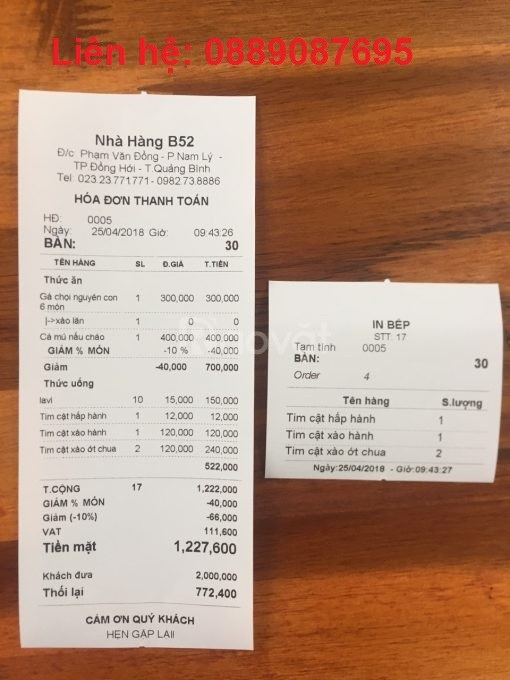 Liên hệ: 0889087695
Nhà Hàng B52
Đ/c: Phạm Văn Đồng - P.Nam Lý -
TP Đồng Hới - T.Quảng Bình
Tel: 023.23.771771- 0982.73.8886
HÓA ĐƠN THANH TOÁN
HĐ: 0005
Ngày: 25/04/2018 Giờ: 09:43:26
BÀN: 30
TÊN HÀNG SL Đ.GIÁ T.TIỀN
Thức ăn
Gà chọi nguyên con 1 300,000 300,000
6 món
|->xào lăn 1 0 0
Cá mú nấu cháo 1 400,000 400,000
GIẢM % MÓN -10 % -40,000
Giảm -40,000 700,000
Thức uống
lavi 10 15,000 150,000
Tim cật hấp hành 1 12,000 12,000
Tim cật xào hành 1 120,000 120,000
Tim cật xào ớt chua 2 120,000 240,000
522,000
T.CỘNG 17 1,222,000
GIẢM % MÓN -40,000
Giảm (-10%) -66,000
VAT 111,600
Tiền mặt 1,227,600
Khách đưa 2,000,000
Thối lại 772,400
CÁM ƠN QUÝ KHÁCH
HẸN GẶP LẠI!
IN BẾP
STT: 17
Tạm tính 0005
BÀN: 30
Order 4
Tên hàng S.lượng
Tim cật hấp hành 1
Tim cật xào hành 1
Tim cật xào ớt chua 2
Ngày:25/04/2018 - Giờ:09:43:27